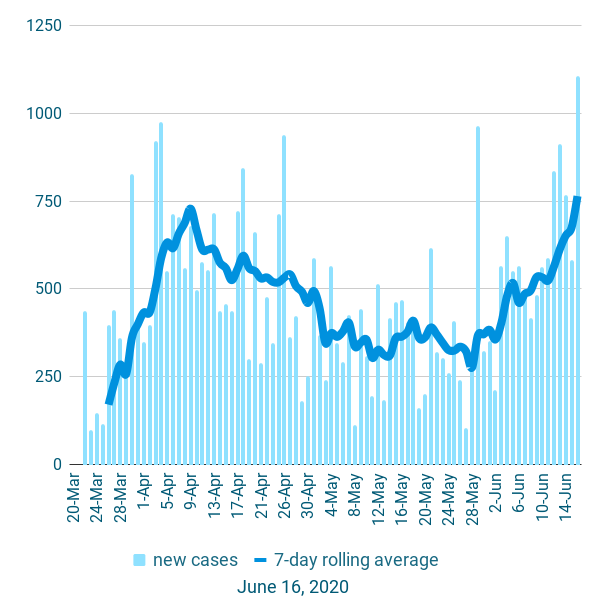 1250
1000
750
500
250
0
20-Mar
24-Mar
28-Mar
1-Apr
5-Apr
9-Apr
13-Apr
17-Apr
21-Apr
26-Apr
30-Apr
4-May
8-May
12-May
16-May
20-May
24-May
28-May
2-Jun
6-Jun
10-Jun
14-Jun
new cases 7-day rolling average
June 16, 2020